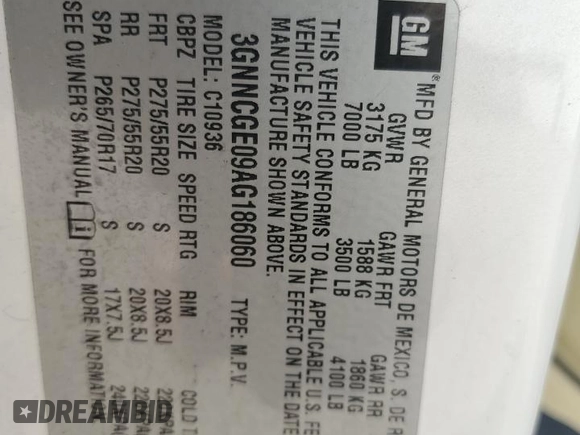 GM
®
MFD BY GENERAL MOTORS DE MEXICO, S. DE R
GVWR GAWR FRT GAWR RR
3175 KG 1588 KG 1860 KG
7000 LB 3500 LB 4100 LB
THIS VEHICLE CONFORMS TO ALL APPLICABLE U.S. FE
VEHICLE SAFETY STANDARDS IN EFFECT ON THE DATE
MANUFACTURE SHOWN ABOVE.
3GNNCGE09AG186060 TYPE: M.P.V.
MODEL: C10936
CBPZ TIRE SIZE SPEED RTG RIM COLD T
FRT P275/55R20 S 20X8.5J
RR P275/55R20 S 20X8.5J
SPA P265/70R17 S 17X7.5J
SEE OWNER'S MANUAL FOR MORE INFORMAT
DREAMBID